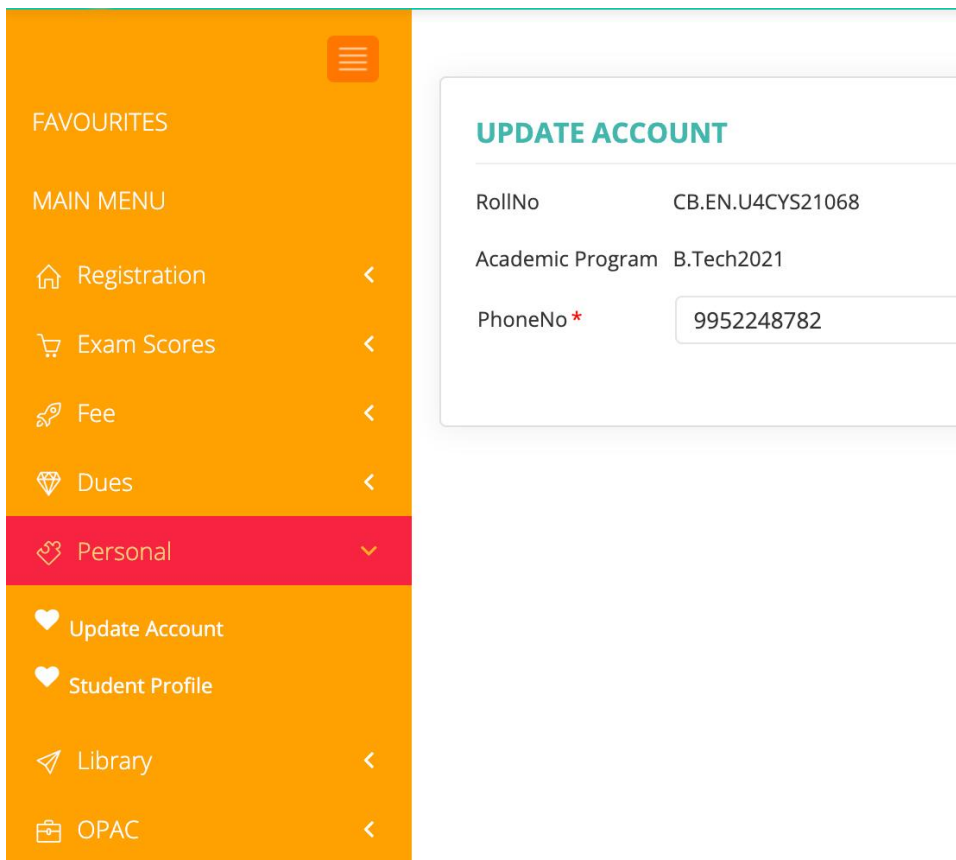 FAVOURITES
MAIN MENU
Registration
Exam Scores
Fee
Dues
Personal
Update Account
Student Profile
Library
OPAC
UPDATE ACCOUNT
RollNo CB.EN.U4CYS21068
Academic Program B.Tech2021
PhoneNo* 9952248782